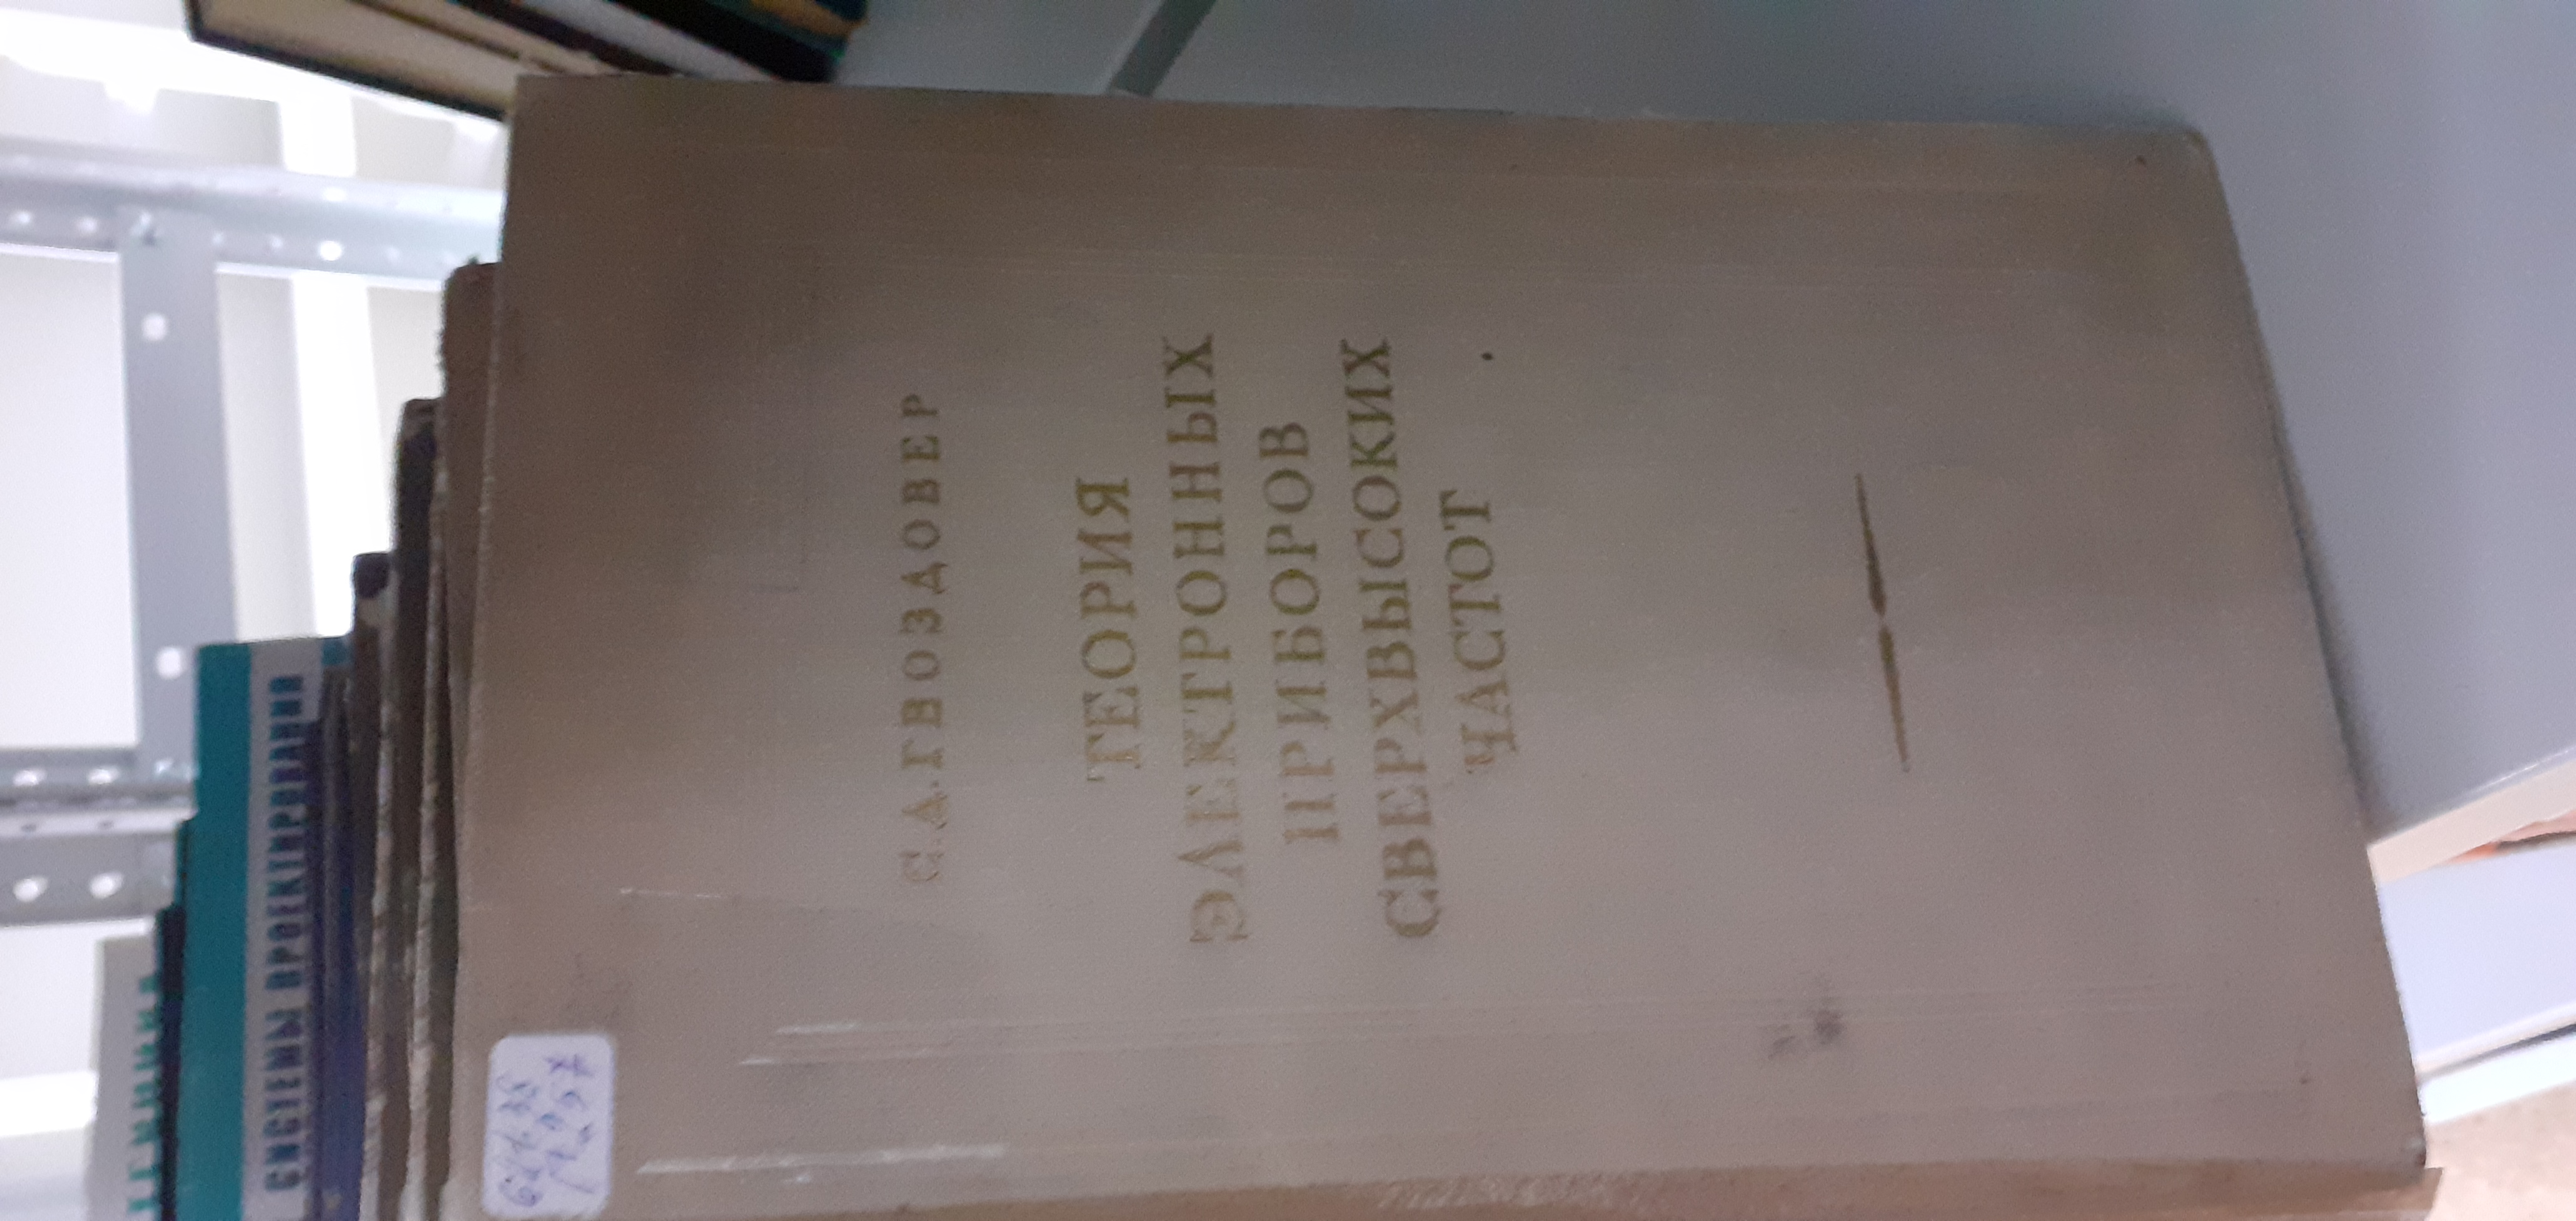 С.Д.ГВОЗДОВЕР
ТЕОРИЯ
ЭЛЕКТРОННЫХ
ПРИБОРОВ
СВЕРХВЫСОКИХ
ЧАСТОТ
СИСТЕМЫ ПРОЕКТИРОВАНИЯ